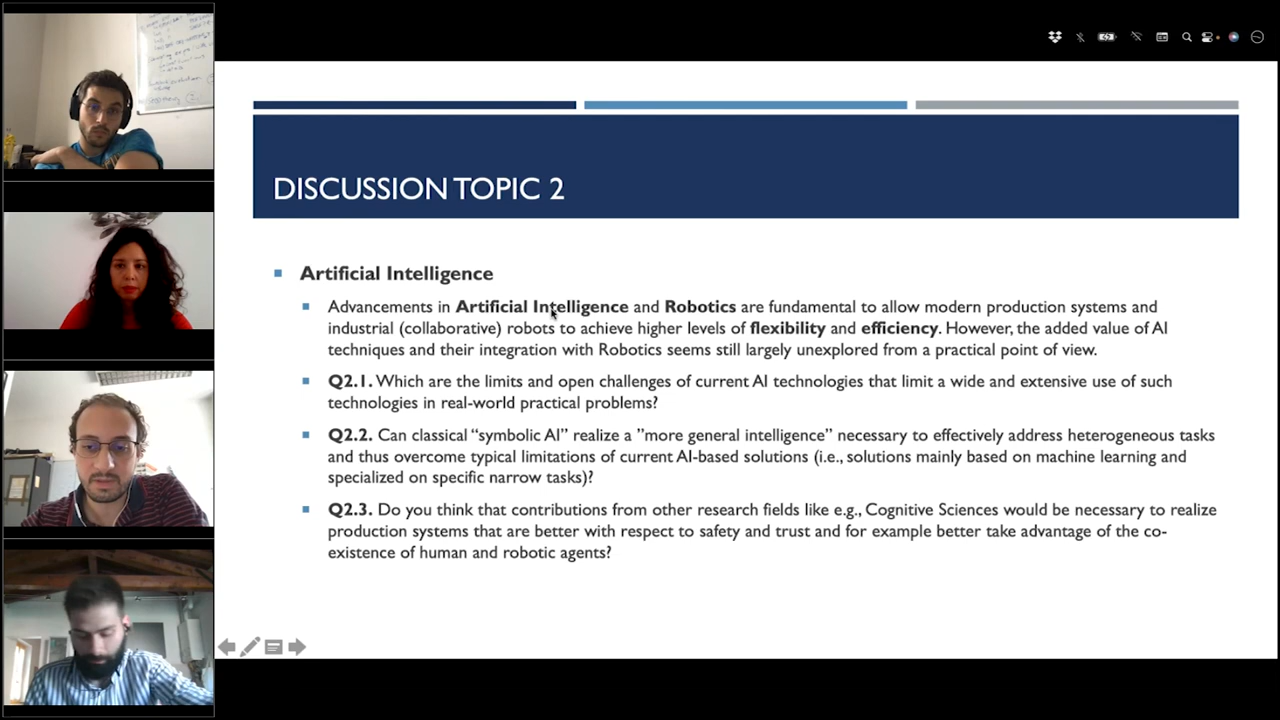 DISCUSSION TOPIC 2
Artificial Intelligence
Advancements in Artificial Intelligence and Robotics are fundamental to allow modern production systems and
industrial (collaborative) robots to achieve higher levels of flexibility and efficiency. However, the added value of AI
techniques and their integration with Robotics seems still largely unexplored from a practical point of view.
Q2.1. Which are the limits and open challenges of current AI technologies that limit a wide and extensive use of such
technologies in real-world practical problems?
Q2.2. Can classical “symbolic AI” realize a ”more general intelligence” necessary to effectively address heterogeneous tasks
and thus overcome typical limitations of current AI-based solutions (i.e., solutions mainly based on machine learning and
specialized on specific narrow tasks)?
Q2.3. Do you think that contributions from other research fields like e.g., Cognitive Sciences would be necessary to realize
production systems that are better with respect to safety and trust and for example better take advantage of the co-
existence of human and robotic agents?